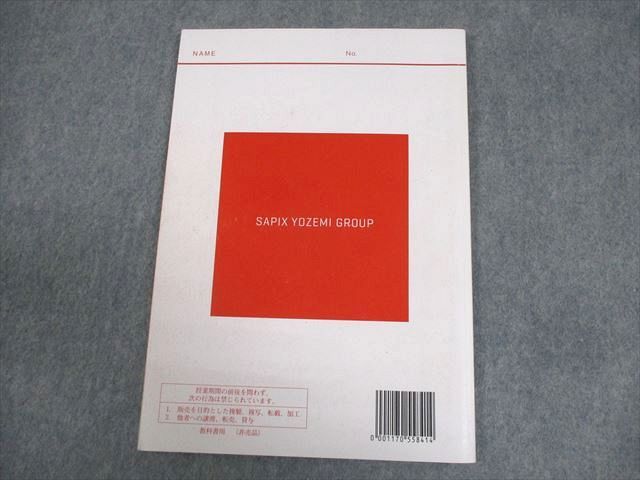 NAME No.
SAPIX YOZEMI GROUP
授業期間の前後を問わず、
次の行為は禁じられています。
1. 販売を目的とした複製、複写、転載、加工
2. 他者への譲渡、転売、貸与
教科書用 (非売品)
0 001170 558414